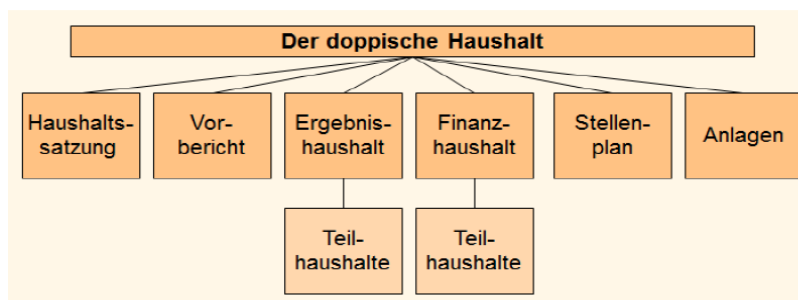 Der doppische Haushalt
Haushalts-
satzung
Vor-
bericht
Ergebnis-
haushalt
Finanz-
haushalt
Stellen-
plan
Anlagen
Teil-
haushalte
Teil-
haushalte